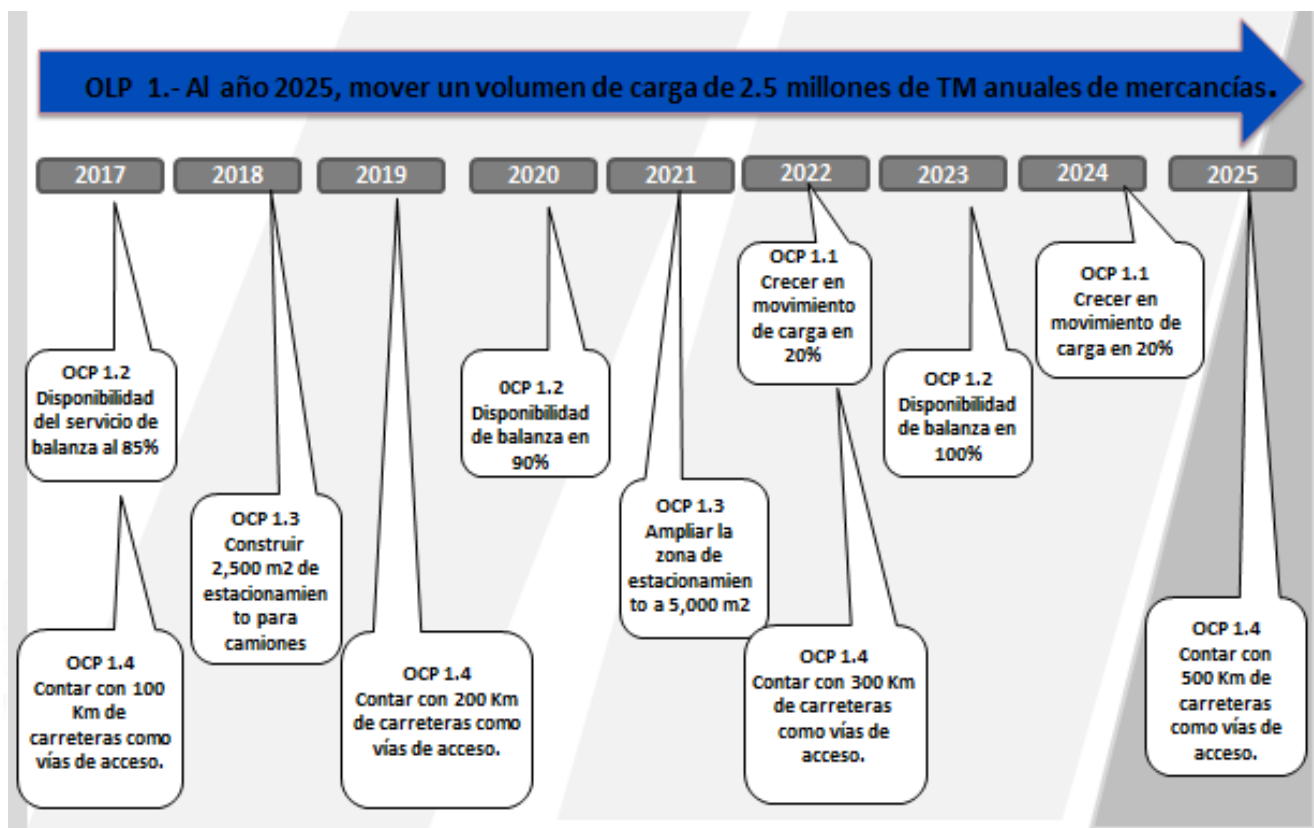 OLP 1.- Al año 2025, mover un volumen de carga de 2.5 millones de TM anuales de mercancías.
2017
2018
2019
2020
2021
2022
2023
2024
2025
OCP 1.2
Disponibilidad
del servicio de
balanza al 85%
OCP 1.4
Contar con 100
Km de
carreteras como
vías de acceso.
OCP 1.3
Construir
2,500 m2 de
estacionamien
to para
camiones
OCP 1.4
Contar con 200 Km
de carreteras como
vías de acceso.
0CP 1.2
Disponibilidad
de balanza en
90%
OCP 1.3
Ampliar la
zona de
estacionamien
to a 5,000 m2
OCP 1.1
Crecer en
movimiento
de carga en
20%
OCP 1.4
Contar con 300 Km
de carreteras
como vías de
acceso.
OCP 1.2
Disponibilidad
de balanza en
100%
OCP 1.1
Crecer en
movimiento de
carga en 20%
OCP 1.4
Contar con
500 Km de
carreteras
como vías de
acceso.